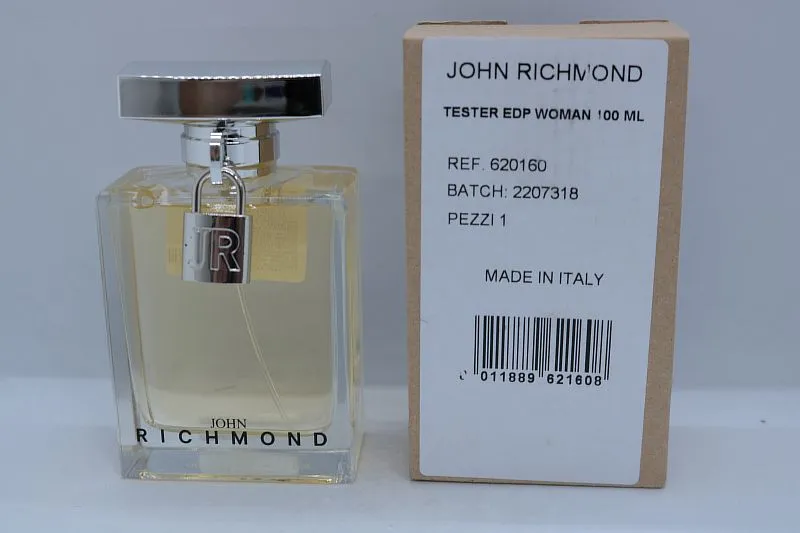 JR
JOHN
RICHMOND
JOHN RICHMOND
TESTER EDP WOMAN 100 ML
REF. 620160
BATCH: 2207318
PEZZI 1
MADE IN ITALY
011889 621608